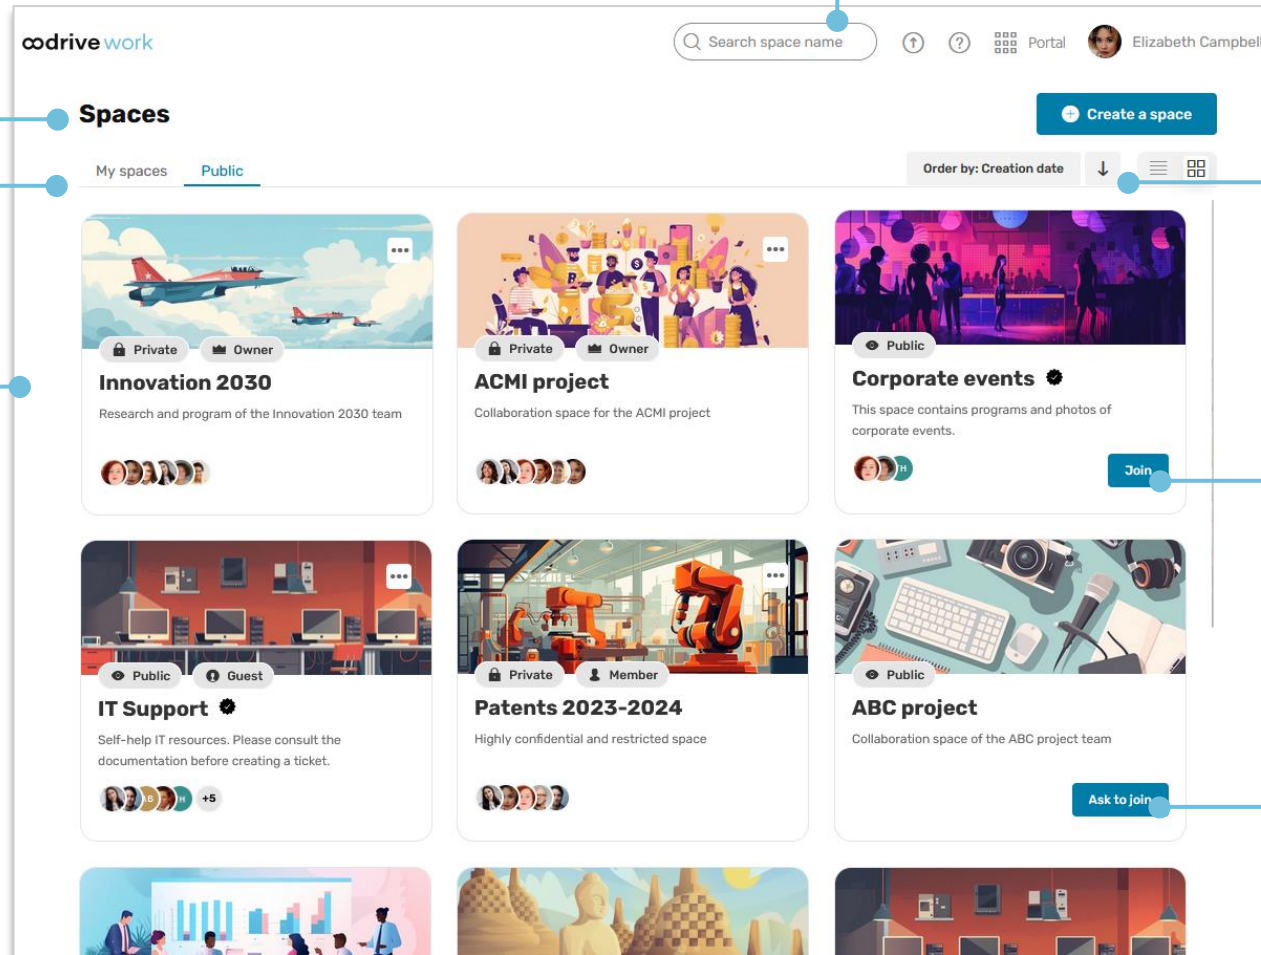 oodrive work
Search space name
Portal
Elizabeth Campbell
Spaces
Create a space
My spaces
Public
Order by: Creation date
Private
Owner
Innovation 2030
Research and program of the Innovation 2030 team
Private
Owner
ACMI project
Collaboration space for the ACMI project
Public
Corporate events
This space contains programs and photos of
corporate events.
TH
Join
Public
Guest
IT Support
Self-help IT resources. Please consult the
documentation before creating a ticket.
+5
Private
Member
Patents 2023-2024
Highly confidential and restricted space
Public
ABC project
Collaboration space of the ABC project team
Ask to join